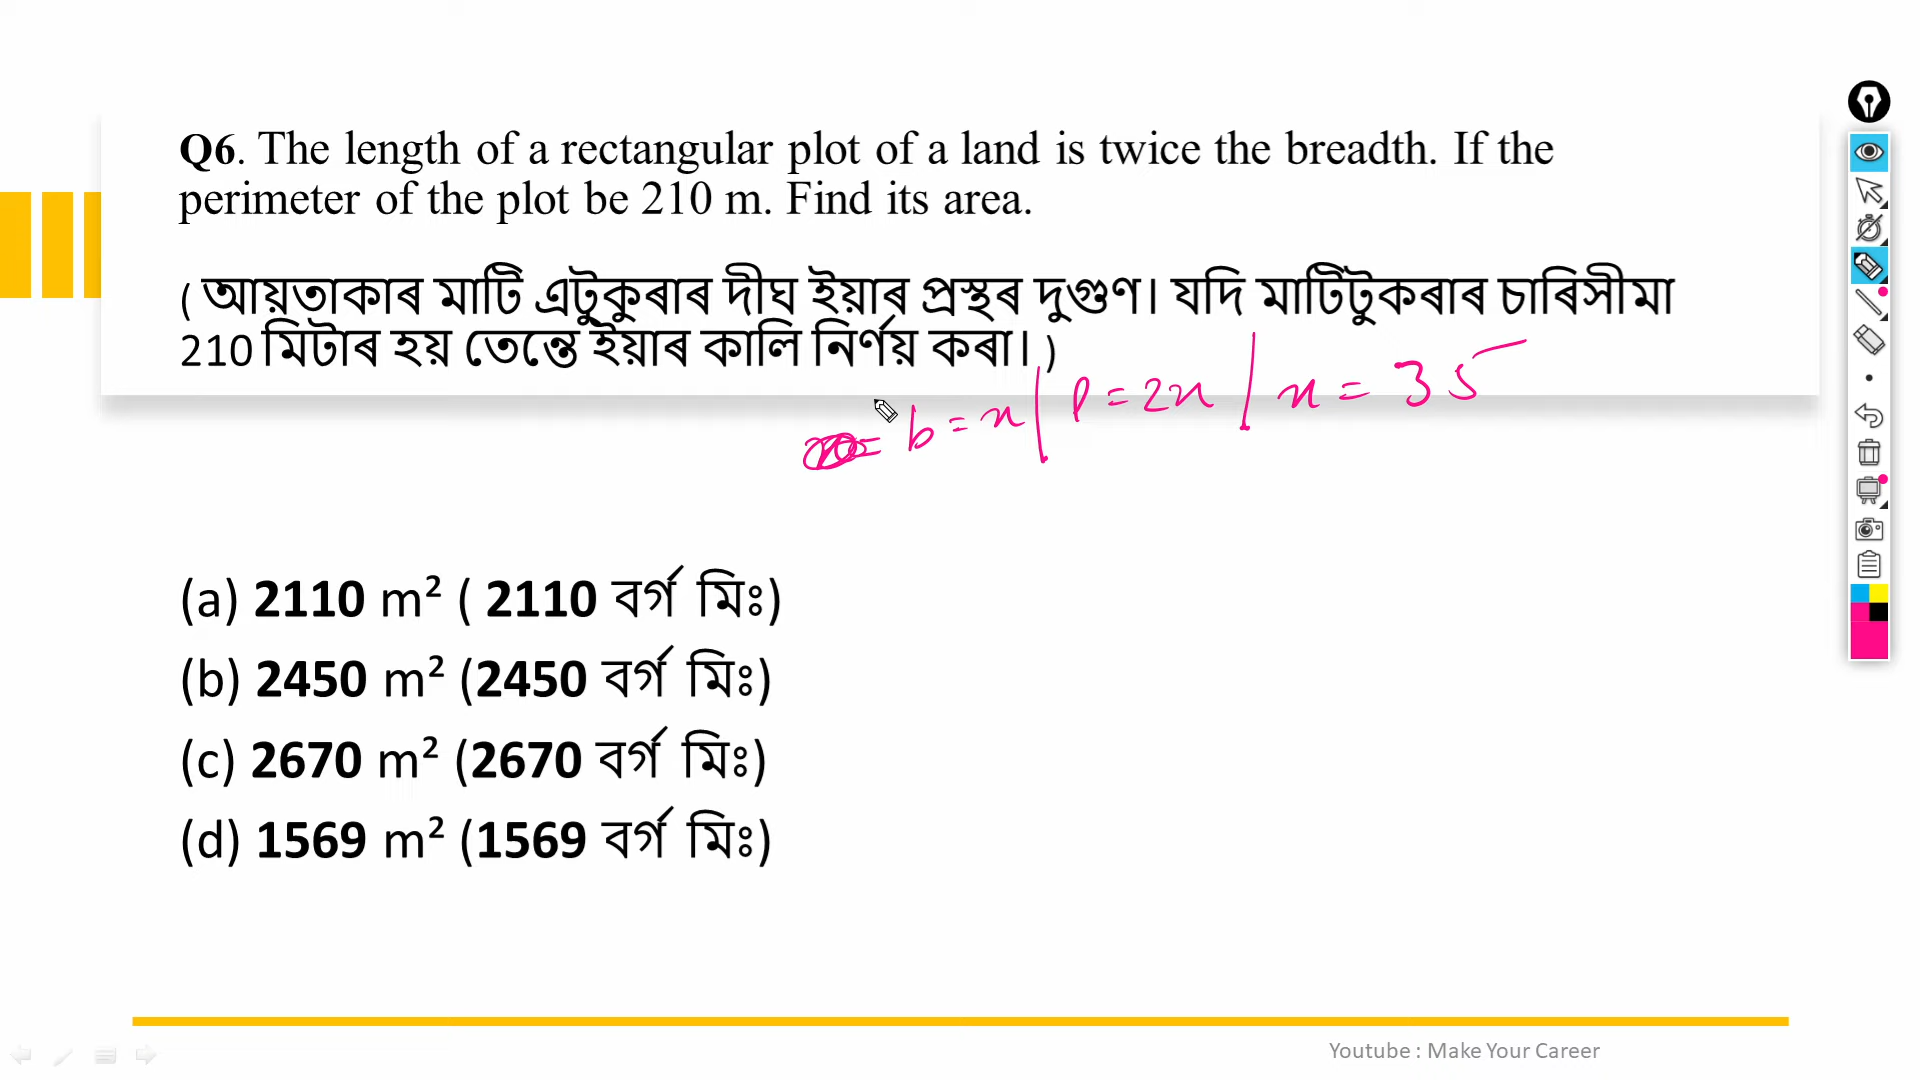 Q6. The length of a rectangular plot of a land is twice the breadth. If the
perimeter of the plot be 210 m. Find its area.
( আয়তাকাৰ মাটি এটুকুৰাৰ দীঘ ইয়াৰ প্ৰস্থৰ দুগুণ। যদি মাটিটুকৰাৰ চাৰিসীমা
210 মিটাৰ হয় তেন্তে ইয়াৰ কালি নিৰ্ণয় কৰা। )
b = x | l = 2x | x = 35
(a) 2110 m² ( 2110 বৰ্গ মিঃ)
(b) 2450 m² (2450 বৰ্গ মিঃ)
(c) 2670 m² (2670 বৰ্গ মিঃ)
(d) 1569 m² (1569 বৰ্গ মিঃ)
Youtube : Make Your Career